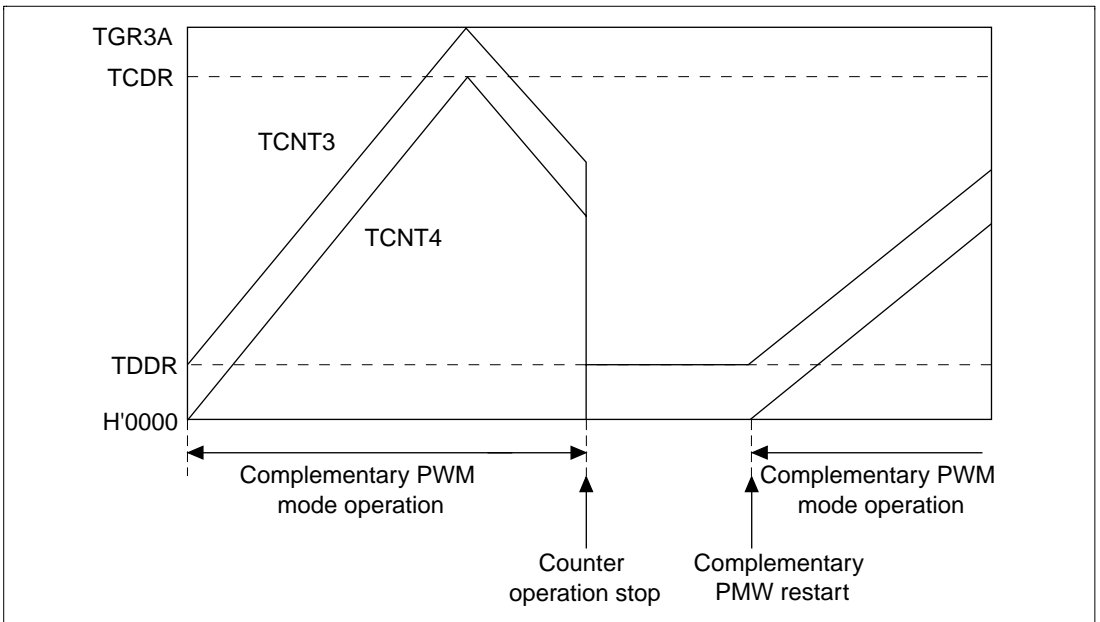 TGR3A
TCDR
TCNT3
TCNT4
TDDR
H'0000
Complementary PWM
mode operation
Complementary PWM
mode operation
Counter
operation stop
Complementary
PMW restart